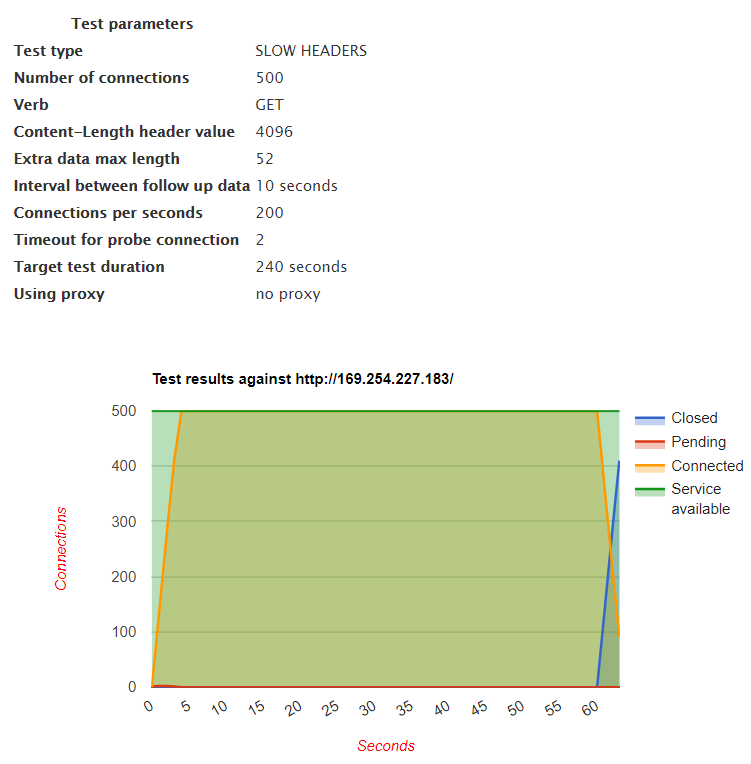 Test parameters
Test type SLOW HEADERS
Number of connections 500
Verb GET
Content-Length header value 4096
Extra data max length 52
Interval between follow up data 10 seconds
Connections per seconds 200
Timeout for probe connection 2
Target test duration 240 seconds
Using proxy no proxy
Test results against http://169.254.227.183/
500
400
300
200
100
0
Connections
0 5 10 15 20 25 30 35 40 45 50 55 60
Seconds
Closed
Pending
Connected
Service
available